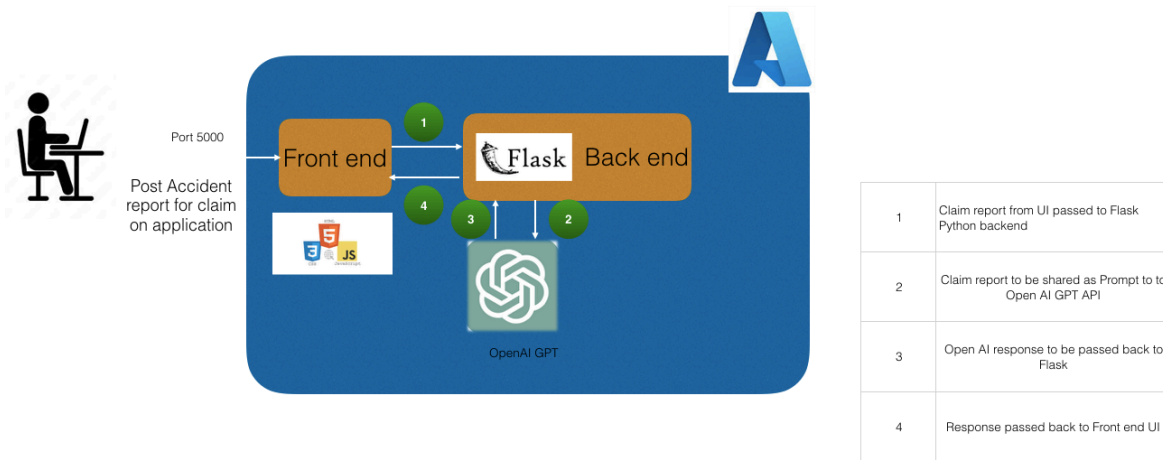 Port 5000
Post Accident
report for claim
on application
Front end
1
Flask
Back end
4
3
2
HTML
5
3
JS
CSS
JavaScript
OpenAI GPT
1
Claim report from UI passed to Flask
Python backend
2
Claim report to be shared as Prompt to to
Open AI GPT API
3
Open AI response to be passed back to
Flask
4
Response passed back to Front end UI